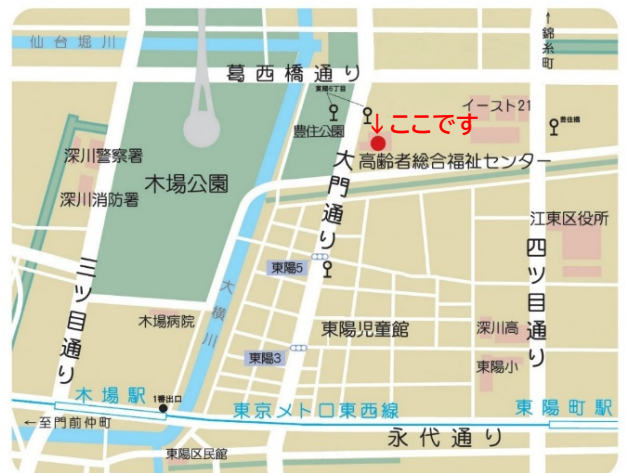 仙台堀川
↑
錦糸町
葛西橋通り
東陽6丁目
イースト21
豊住橋
↓ここです
豊住公園
深川警察署
高齢者総合福祉センター
木場公園
大門通り
深川消防署
江東区役所
四ツ目通り
三ツ目通り
東陽5
大横川
木場病院
東陽児童館
深川高
東陽3
東陽小
木場駅
1番出口
東京メトロ東西線
東陽町駅
←至門前仲町
永代通り
東陽区民館